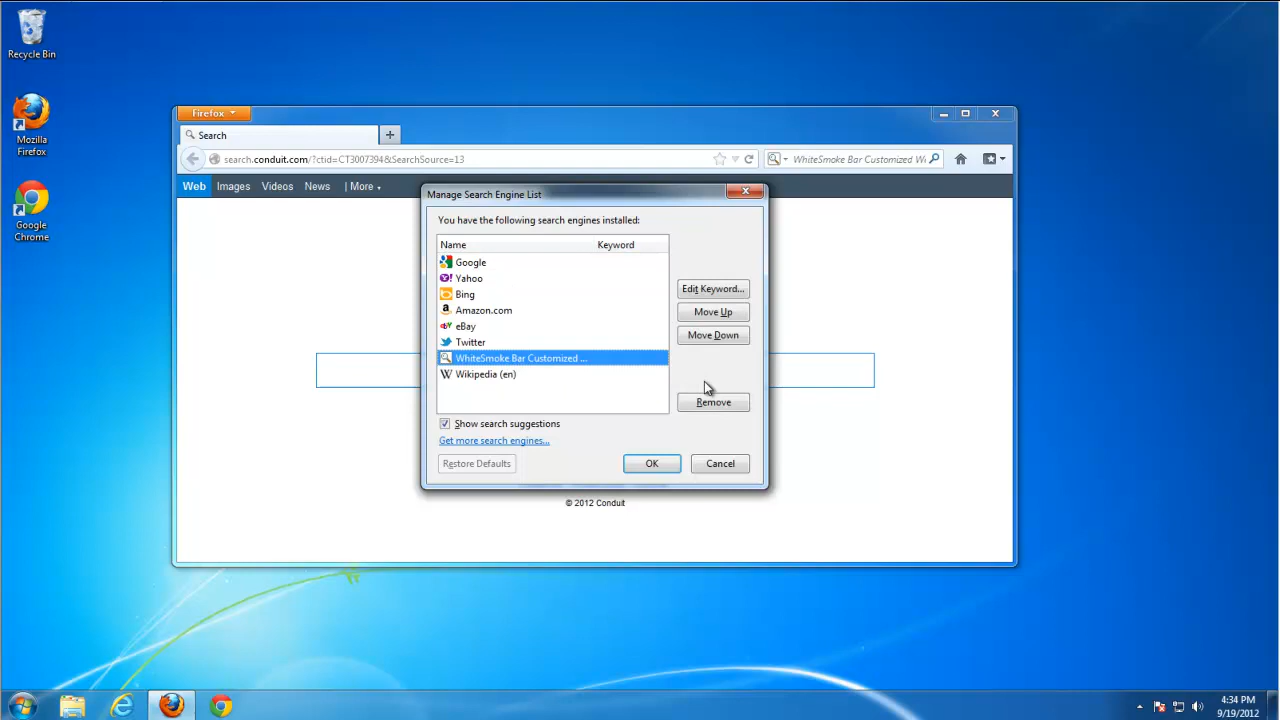 Recycle Bin
Mozilla
Firefox
Google
Chrome
Firefox
Search
search.conduit.com/?ctid=CT3007394&SearchSource=13
WhiteSmoke Bar Customized W
Web Images Videos News | More
Manage Search Engine List
You have the following search engines installed:
Name Keyword
Google
Yahoo
Bing
Amazon.com
eBay
Twitter
WhiteSmoke Bar Customized ...
Wikipedia (en)
Edit Keyword...
Move Up
Move Down
Remove
Show search suggestions
Get more search engines...
Restore Defaults OK Cancel
© 2012 Conduit
4:34 PM
9/19/2012